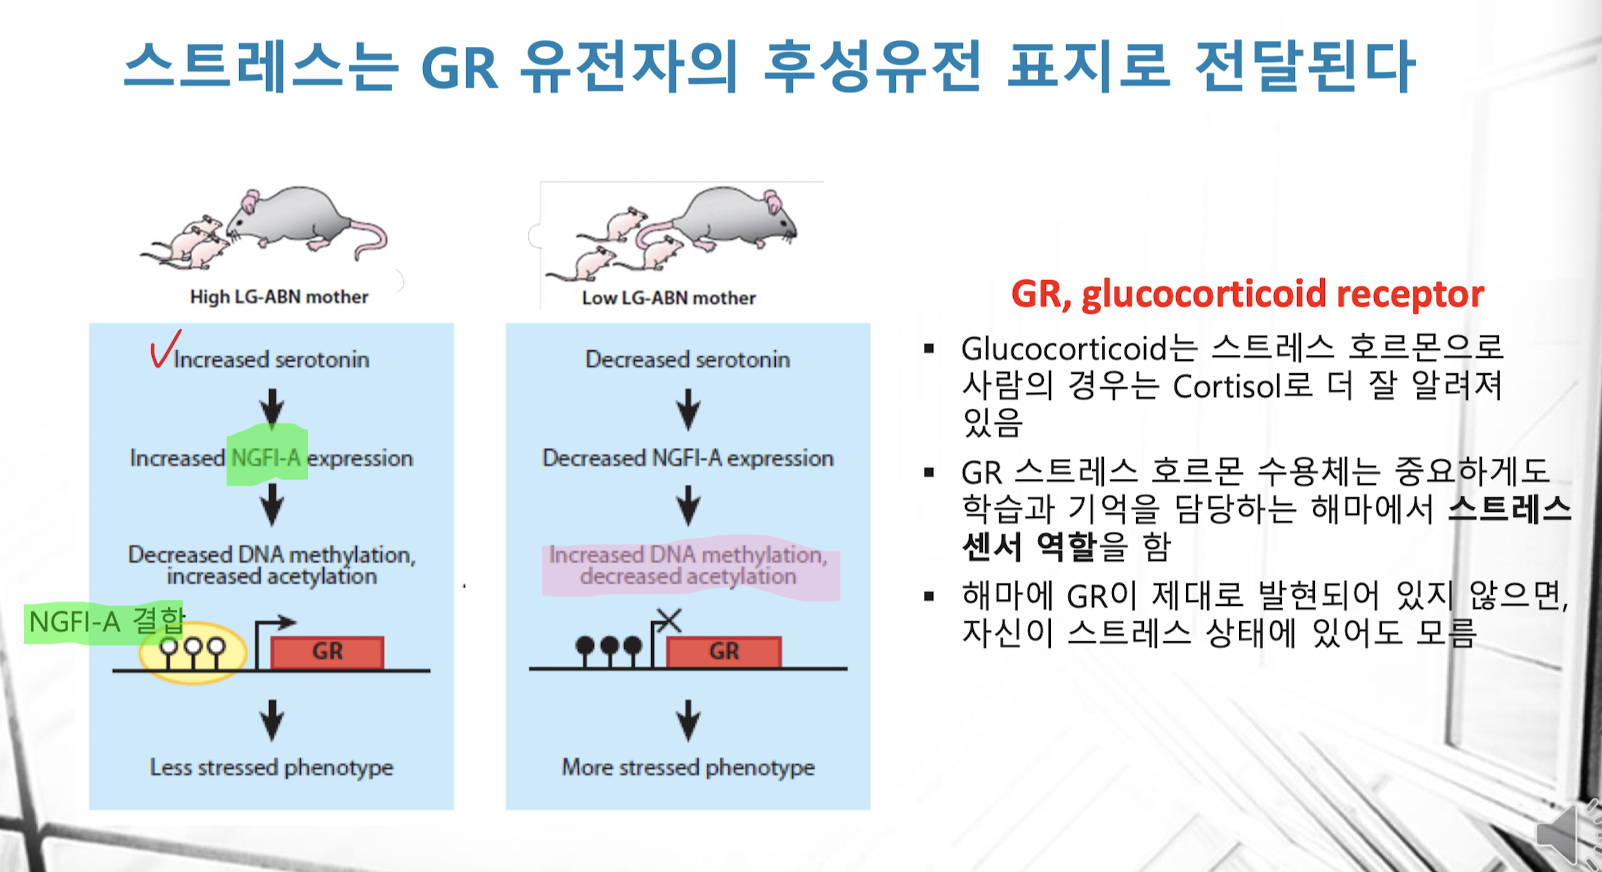 스트레스는 GR 유전자의 후성유전 표지로 전달된다
High LG-ABN mother
Increased serotonin
Increased NGFI-A expression
Decreased DNA methylation,
increased acetylation
NGFI-A 결합
GR
Less stressed phenotype
Low LG-ABN mother
Decreased serotonin
Decreased NGFI-A expression
Increased DNA methylation,
decreased acetylation
GR
More stressed phenotype
GR, glucocorticoid receptor
▪ Glucocorticoid는 스트레스 호르몬으로
사람의 경우는 Cortisol로 더 잘 알려져
있음
▪ GR 스트레스 호르몬 수용체는 중요하게도
학습과 기억을 담당하는 해마에서 스트레스
센서 역할을 함
▪ 해마에 GR이 제대로 발현되어 있지 않으면,
자신이 스트레스 상태에 있어도 모름